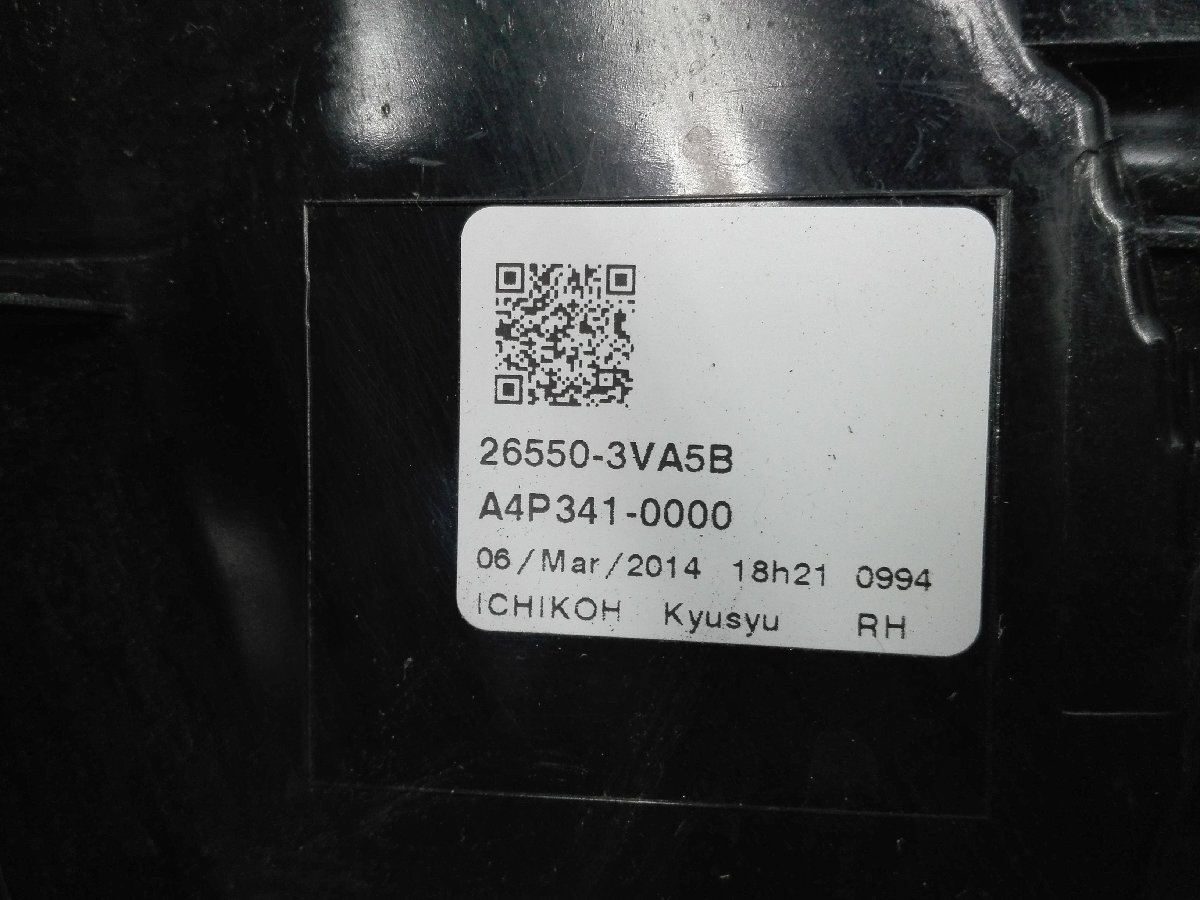 26550-3VA5B
A4P341-0000
06/Mar/2014 18h21 0994
ICHIKOH Kyusyu RH